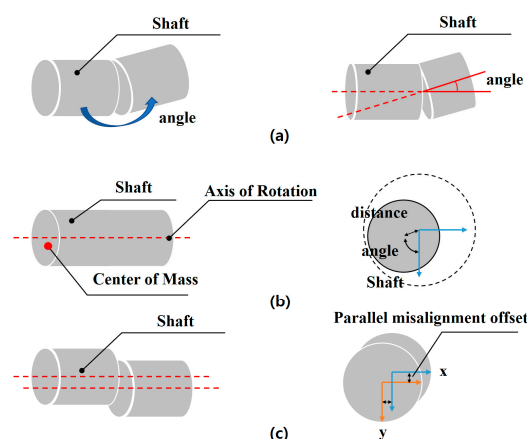 Shaft
angle
Shaft
angle
(a)
Shaft
Axis of Rotation
Center of Mass
distance
angle
Shaft
(b)
Shaft
Parallel misalignment offset
x
y
(c)